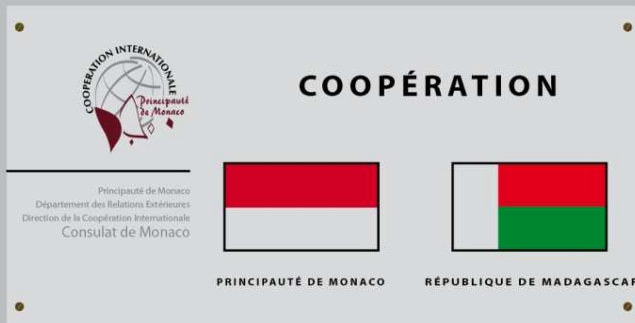 COOPERATION INTERNATIONALE
Principauté
de Monaco
COOPÉRATION
Principauté de Monaco
Département des Relations Extérieures
Direction de la Coopération Internationale
Consulat de Monaco
PRINCIPAUTÉ DE MONACO
RÉPUBLIQUE DE MADAGASCAR